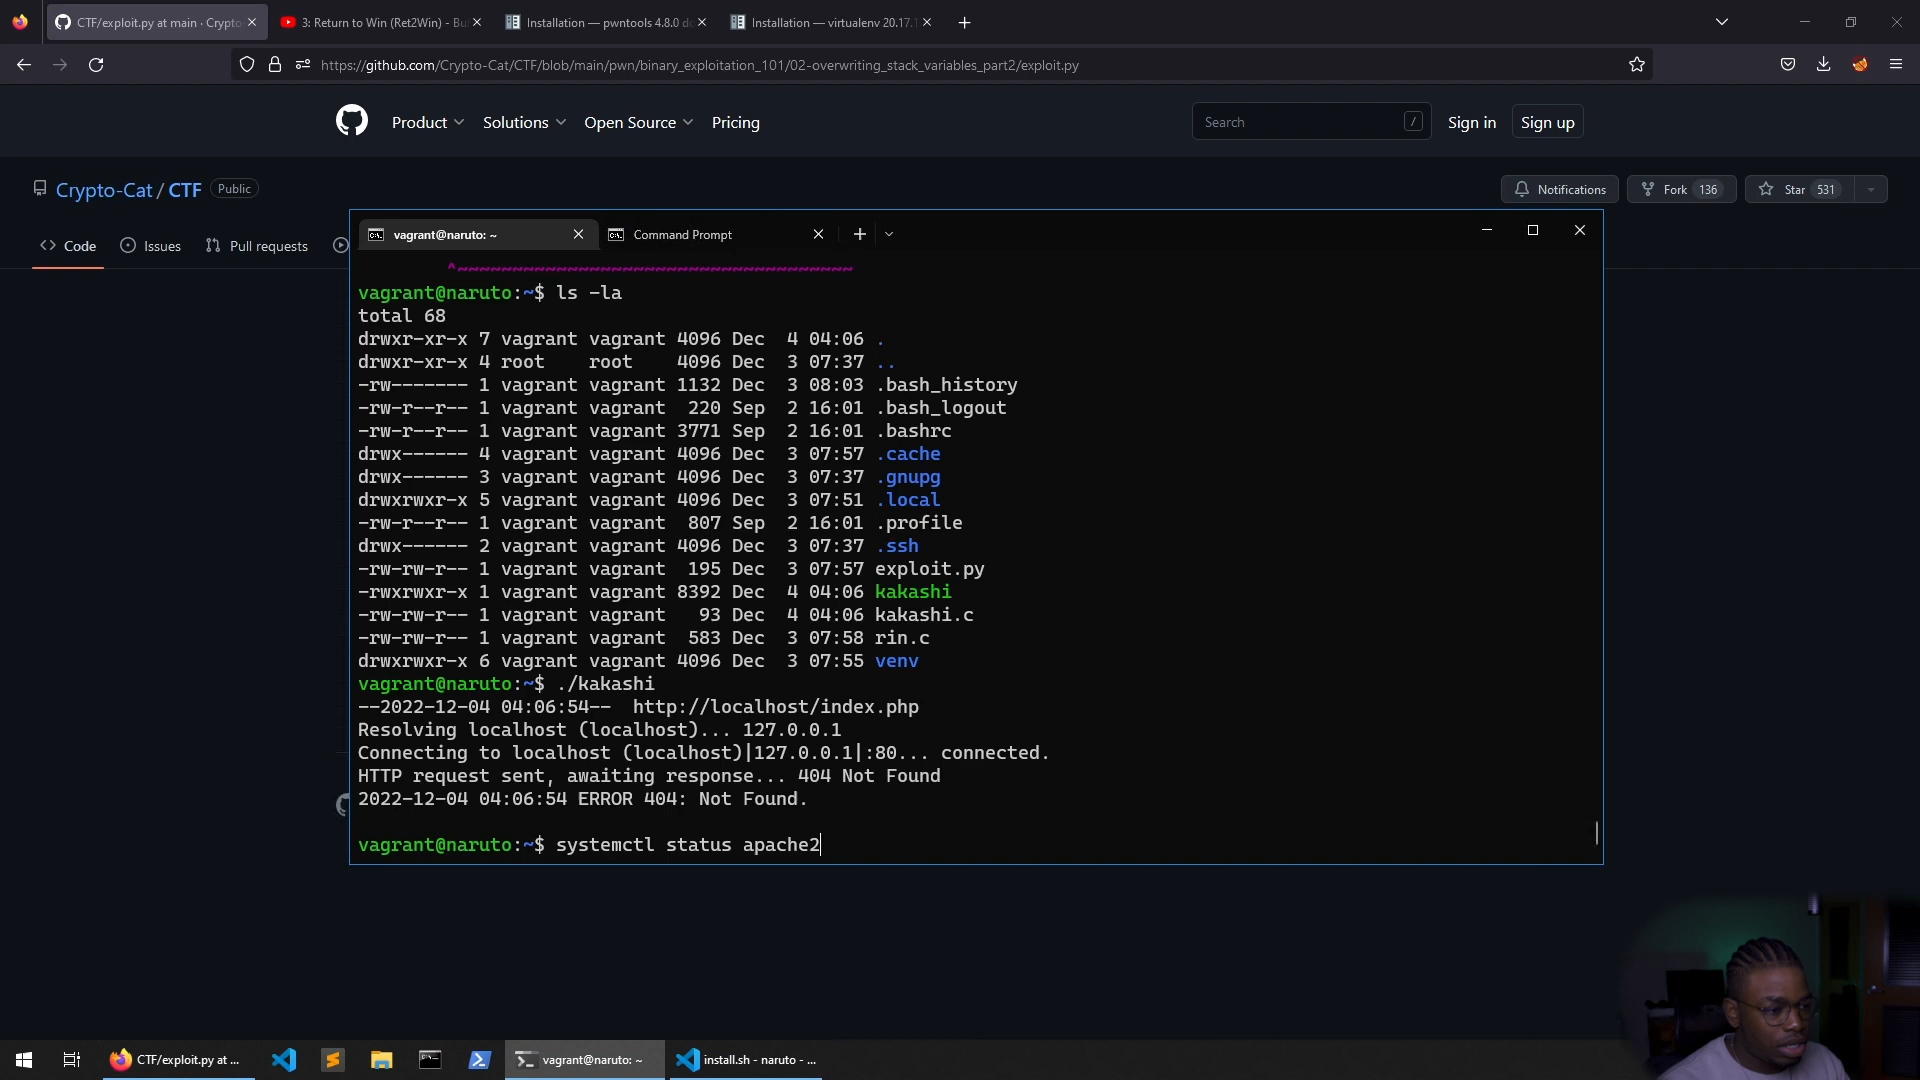 CTF/exploit.py at main · Crypto
3: Return to Win (Ret2Win) - Bu
Installation — pwntools 4.8.0 do
Installation — virtualenv 20.17.1
https://github.com/Crypto-Cat/CTF/blob/main/pwn/binary_exploitation_101/02-overwriting_stack_variables_part2/exploit.py
Product
Solutions
Open Source
Pricing
Search
/
Sign in
Sign up
Crypto-Cat / CTF
Public
Notifications
Fork 136
Star 531
Code
Issues
Pull requests
vagrant@naruto: ~
Command Prompt
^~~~~~~~~~~~~~~~~~~~~~~~~~~~~~~~~~~~~
vagrant@naruto:~$ ls -la
total 68
drwxr-xr-x 7 vagrant vagrant 4096 Dec  4 04:06 .
drwxr-xr-x 4 root    root    4096 Dec  3 07:37 ..
-rw------- 1 vagrant vagrant 1132 Dec  3 08:03 .bash_history
-rw-r--r-- 1 vagrant vagrant  220 Sep  2 16:01 .bash_logout
-rw-r--r-- 1 vagrant vagrant 3771 Sep  2 16:01 .bashrc
drwx------ 4 vagrant vagrant 4096 Dec  3 07:57 .cache
drwx------ 3 vagrant vagrant 4096 Dec  3 07:37 .gnupg
drwxrwxr-x 5 vagrant vagrant 4096 Dec  3 07:51 .local
-rw-r--r-- 1 vagrant vagrant  807 Sep  2 16:01 .profile
drwx------ 2 vagrant vagrant 4096 Dec  3 07:37 .ssh
-rw-rw-r-- 1 vagrant vagrant  195 Dec  3 07:57 exploit.py
-rwxrwxr-x 1 vagrant vagrant 8392 Dec  4 04:06 kakashi
-rw-rw-r-- 1 vagrant vagrant   93 Dec  4 04:06 kakashi.c
-rw-rw-r-- 1 vagrant vagrant  583 Dec  3 07:58 rin.c
drwxrwxr-x 6 vagrant vagrant 4096 Dec  3 07:55 venv
vagrant@naruto:~$ ./kakashi
--2022-12-04 04:06:54--  http://localhost/index.php
Resolving localhost (localhost)... 127.0.0.1
Connecting to localhost (localhost)|127.0.0.1|:80... connected.
HTTP request sent, awaiting response... 404 Not Found
2022-12-04 04:06:54 ERROR 404: Not Found.
vagrant@naruto:~$ systemctl status apache2
CTF/exploit.py at ...
vagrant@naruto: ~
install.sh - naruto - ...